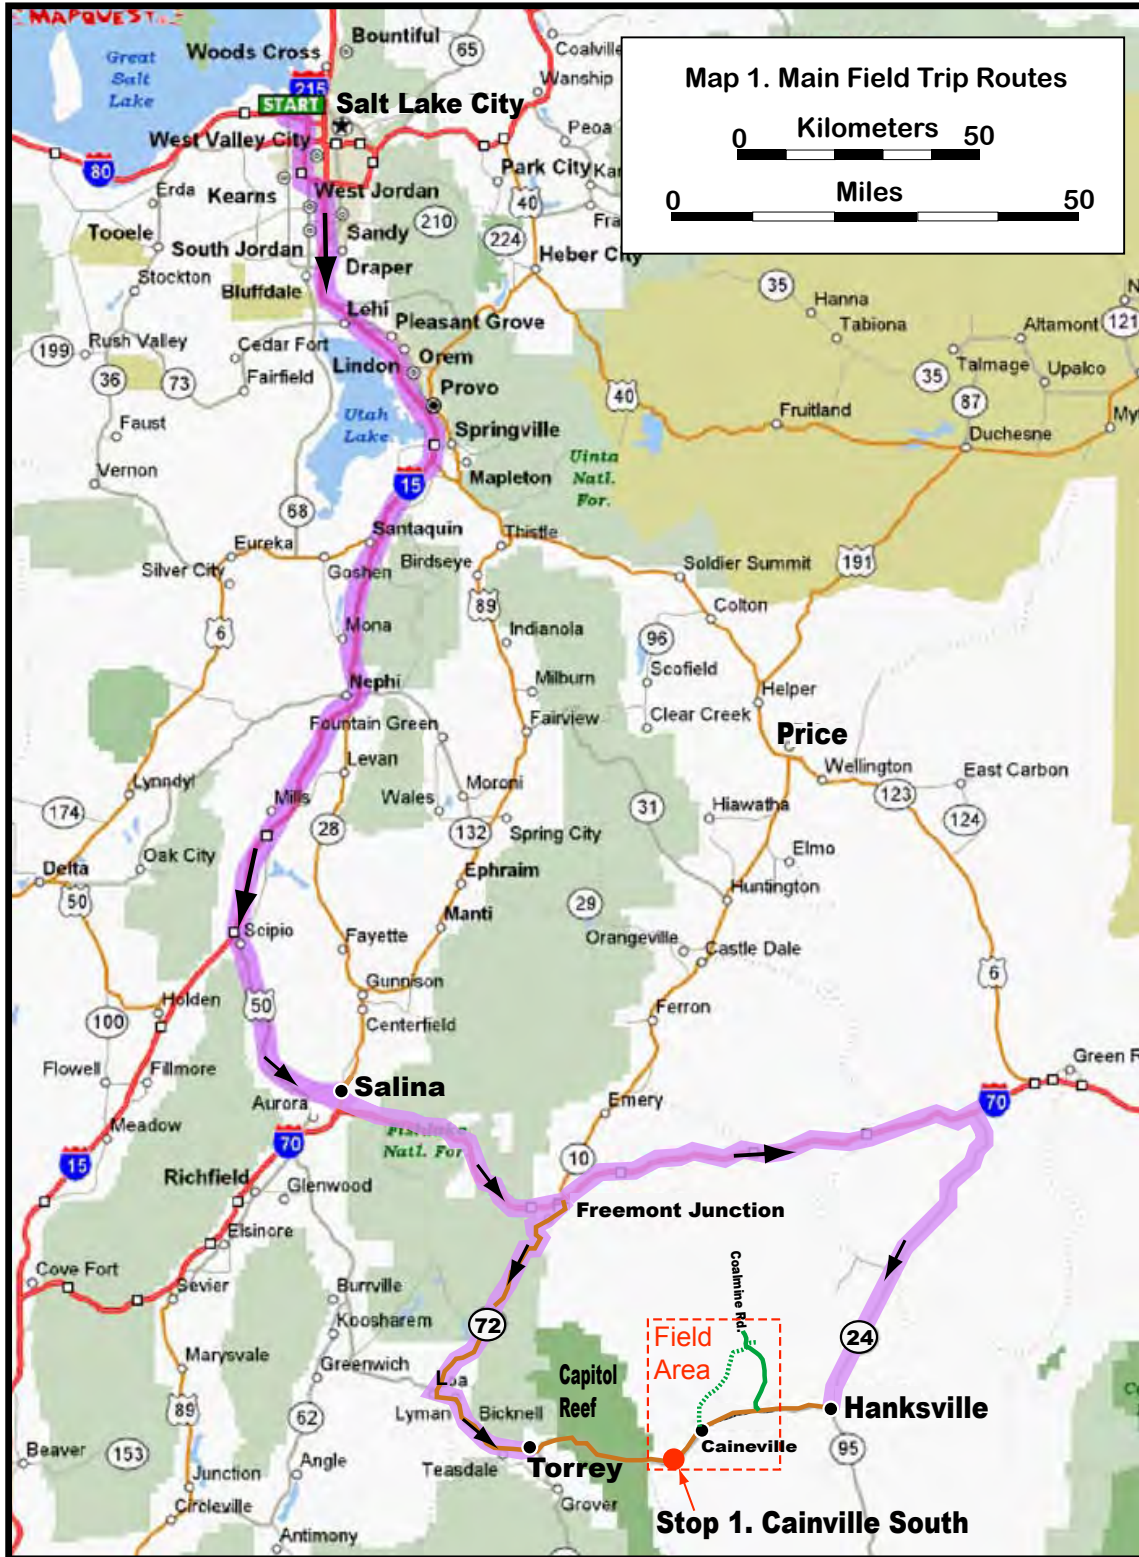 MAPQUEST
Great
Salt
Lake
Woods Cross
Bountiful
65
Coalville
Wanship
215
START
Salt Lake City
West Valley City
80
Erda
Kearns
West Jordan
Peoa
Park City
40
Tooele
South Jordan
Sandy
210
224
Stockton
Draper
Heber City
Bluffdale
Map 1. Main Field Trip Routes
0 Kilometers 50
Miles
0 50
35
Hanna
Tabiona
Altamont
121
Lehi
Pleasant Grove
199
Rush Valley
Cedar Fort
Lindon
Orem
36
73
Fairfield
Provo
40
35
Talmage
Upalco
87
Fruitland
Duchesne
Faust
Utah
Lake
Springville
Vernon
Mapleton
Uinta
Natl.
For.
15
68
Santaquin
Thistle
Eureka
Goshen
Birdseye
Silver City
Soldier Summit
191
89
Colton
6
Mona
Indianola
96
Scofield
Nephi
Milburn
Helper
Fountain Green
Fairview
Clear Creek
Price
Levan
Wellington
East Carbon
Lynndyl
Moroni
123
174
Mills
Wales
31
Hiawatha
124
28
132
Spring City
Oak City
Elmo
Delta
Ephraim
Huntington
50
29
Manti
Scipio
Fayette
Orangeville
Castle Dale
6
Gunnison
Holden
50
Centerfield
Ferron
100
Flowell
Fillmore
Salina
Green R
Aurora
Emery
70
Meadow
Fishlake
Natl. For
70
15
10
Richfield
Glenwood
Freemont Junction
Elsinore
Cove Fort
Sevier
Burrville
Coalmine Rd.
Koosharem
72
Field
Area
24
Marysvale
Greenwich
Loa
Capitol
Reef
89
62
Lyman
Bicknell
Hanksville
Caineville
Beaver
153
Torrey
95
Junction
Angle
Teasdale
Circleville
Grover
Antimony
Stop 1. Cainville South